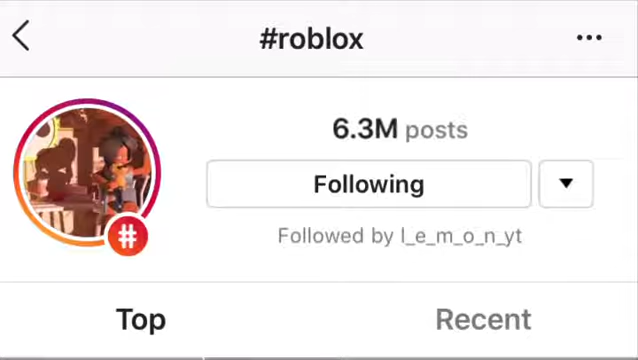 #roblox
6.3M posts
Following
Followed by l_e_m_o_n_yt
Top Recent